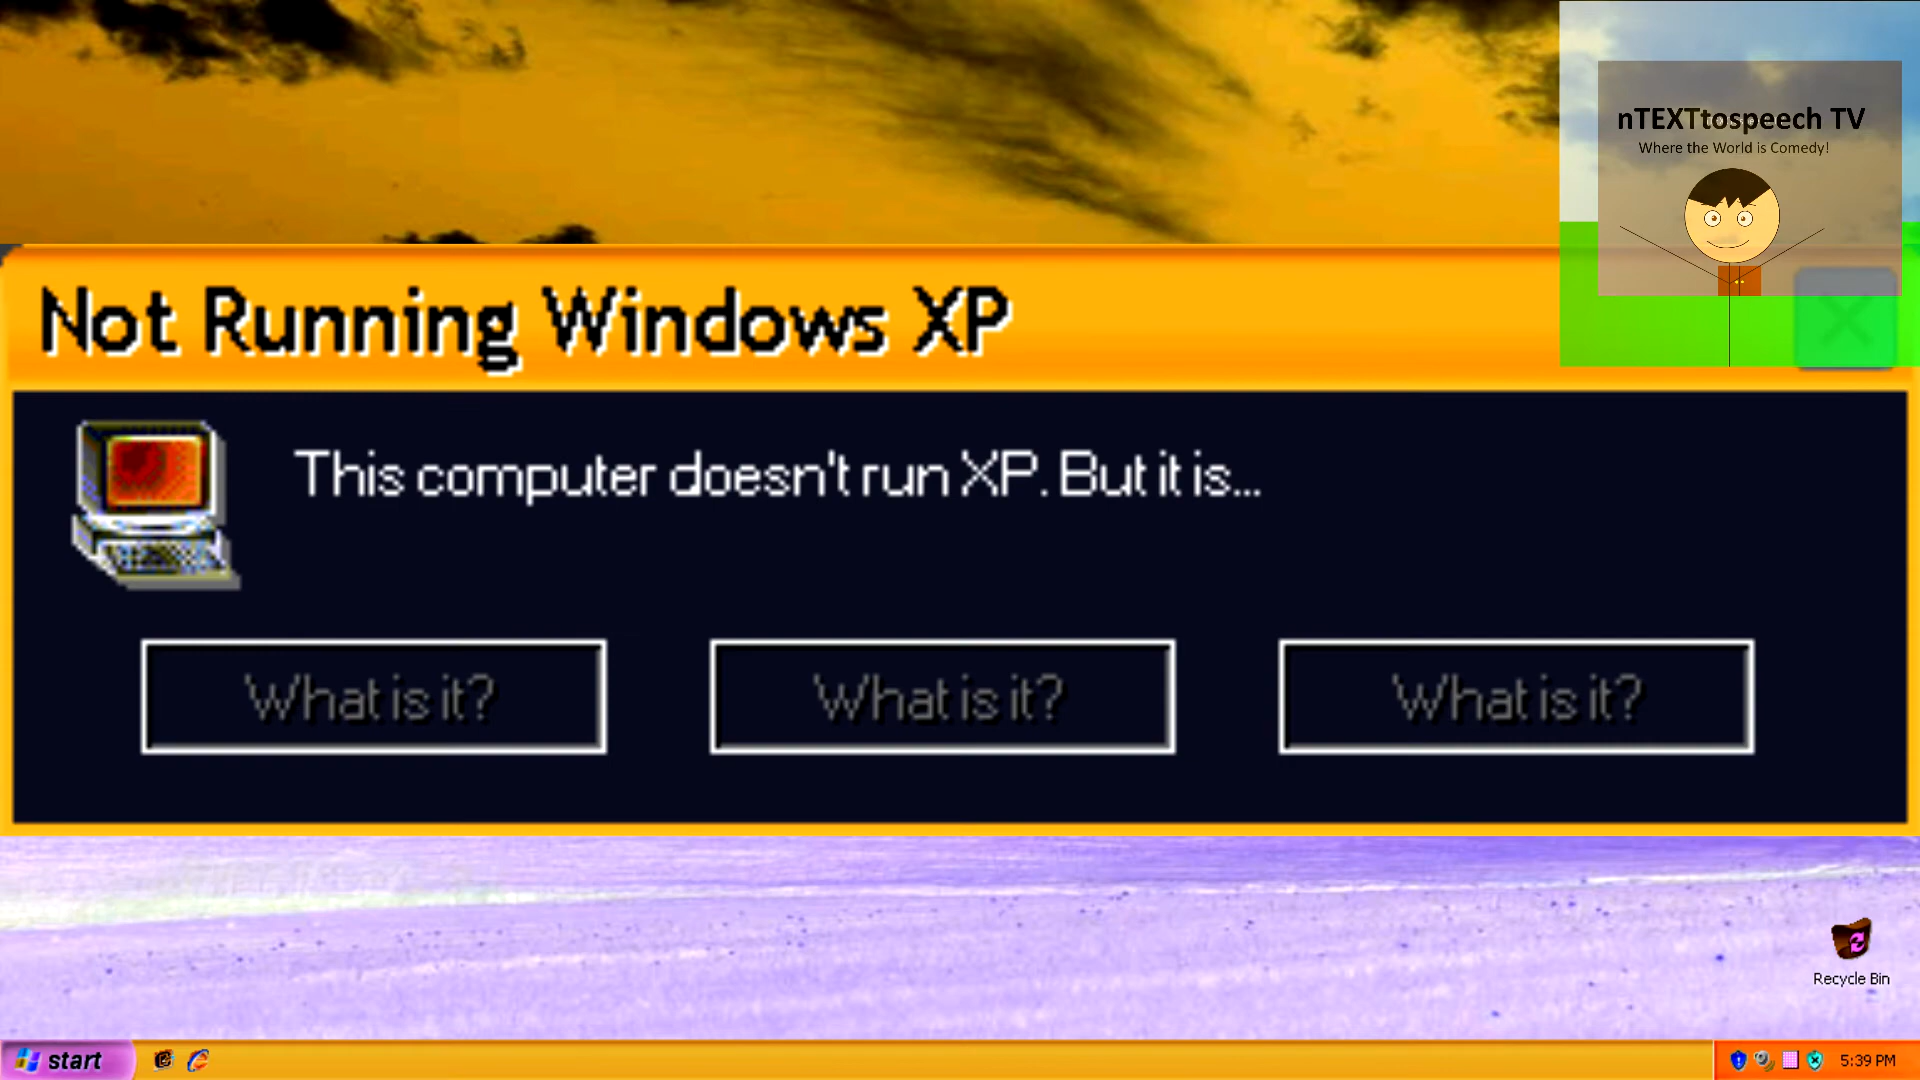 nTEXTtospeech TV
Where the World is Comedy!
Not Running Windows XP
This computer doesn't run XP. But it is...
What is it?
What is it?
What is it?
Recycle Bin
start
5:39 PM